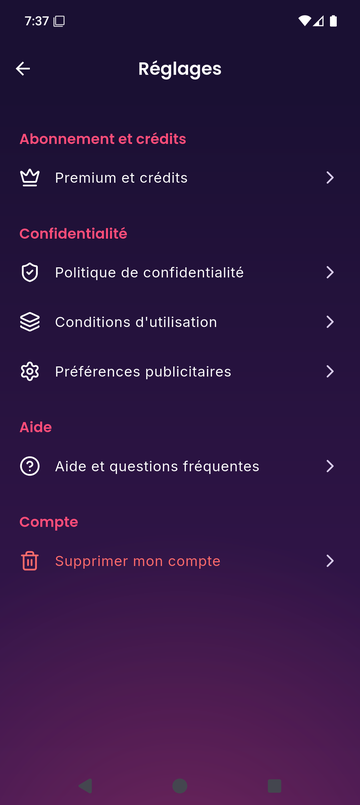 7:37
Réglages
Abonnement et crédits
Premium et crédits
Confidentialité
Politique de confidentialité
Conditions d'utilisation
Préférences publicitaires
Aide
Aide et questions fréquentes
Compte
Supprimer mon compte